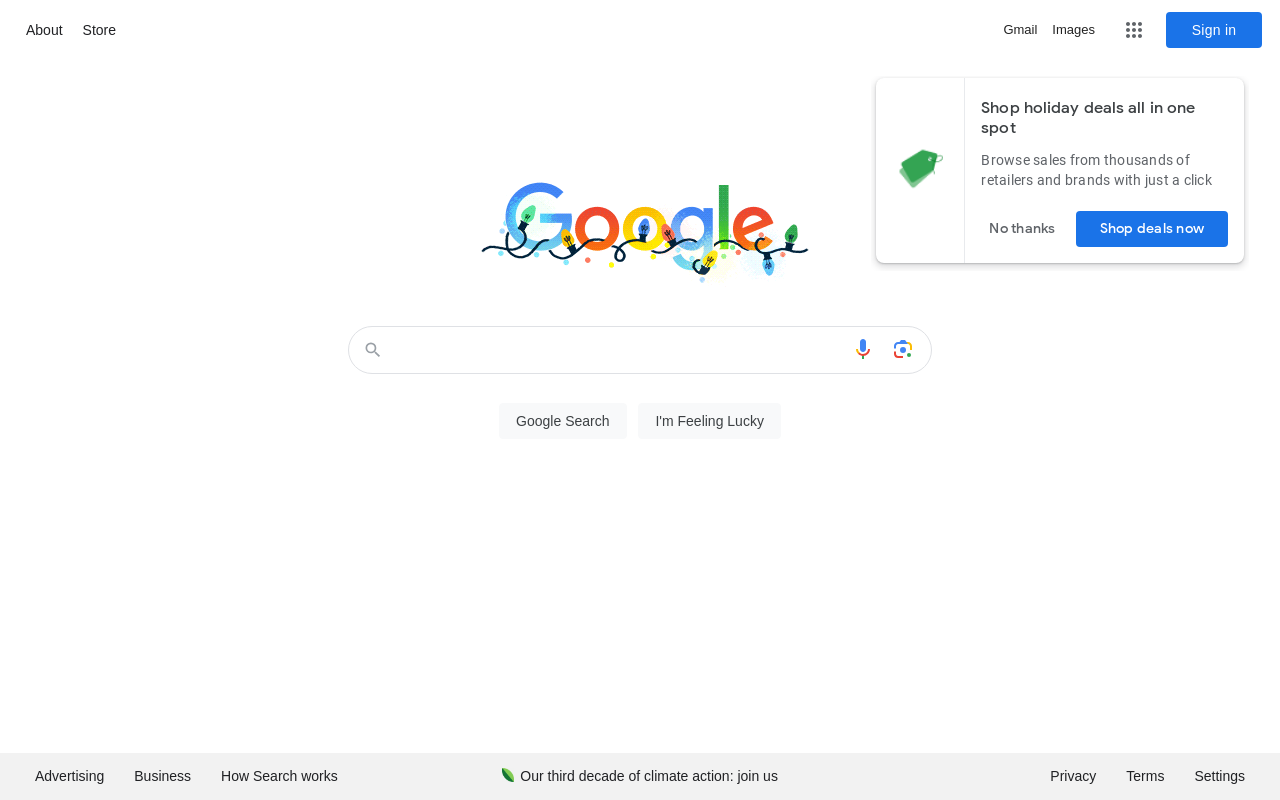 About Store
Gmail Images
Sign in
Shop holiday deals all in one
spot
Browse sales from thousands of
retailers and brands with just a click
No thanks
Shop deals now
Google
Google Search
I'm Feeling Lucky
Advertising Business How Search works
Our third decade of climate action: join us
Privacy Terms Settings